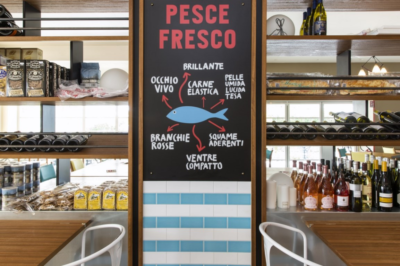 PESCE
FRESCO
BRILLANTE
OCCHIO
VIVO
CARNE
ELASTICA
PELLE
UMIDA
LUCIDA
TESA
BRANCHIE
ROSSE
SQUAME
ADERENTI
VENTRE
COMPATTO